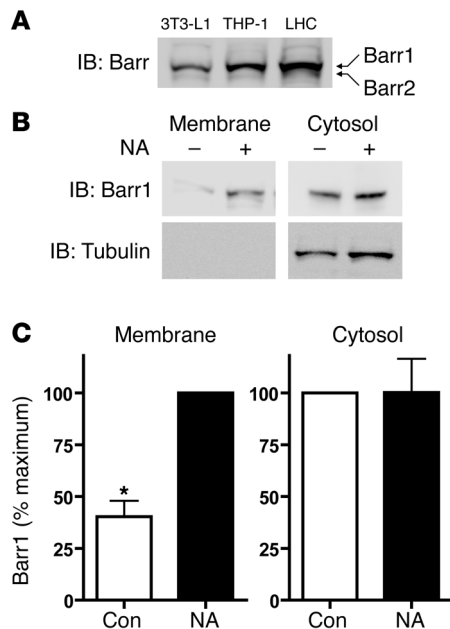 A
3T3-L1 THP-1 LHC
IB: Barr
Barr1
Barr2
B
Membrane Cytosol
NA − + − +
IB: Barr1
IB: Tubulin
C
Membrane Cytosol
Barr1 (% maximum)
100
75
50
25
0
*
Con NA
100
75
50
25
0
Con NA